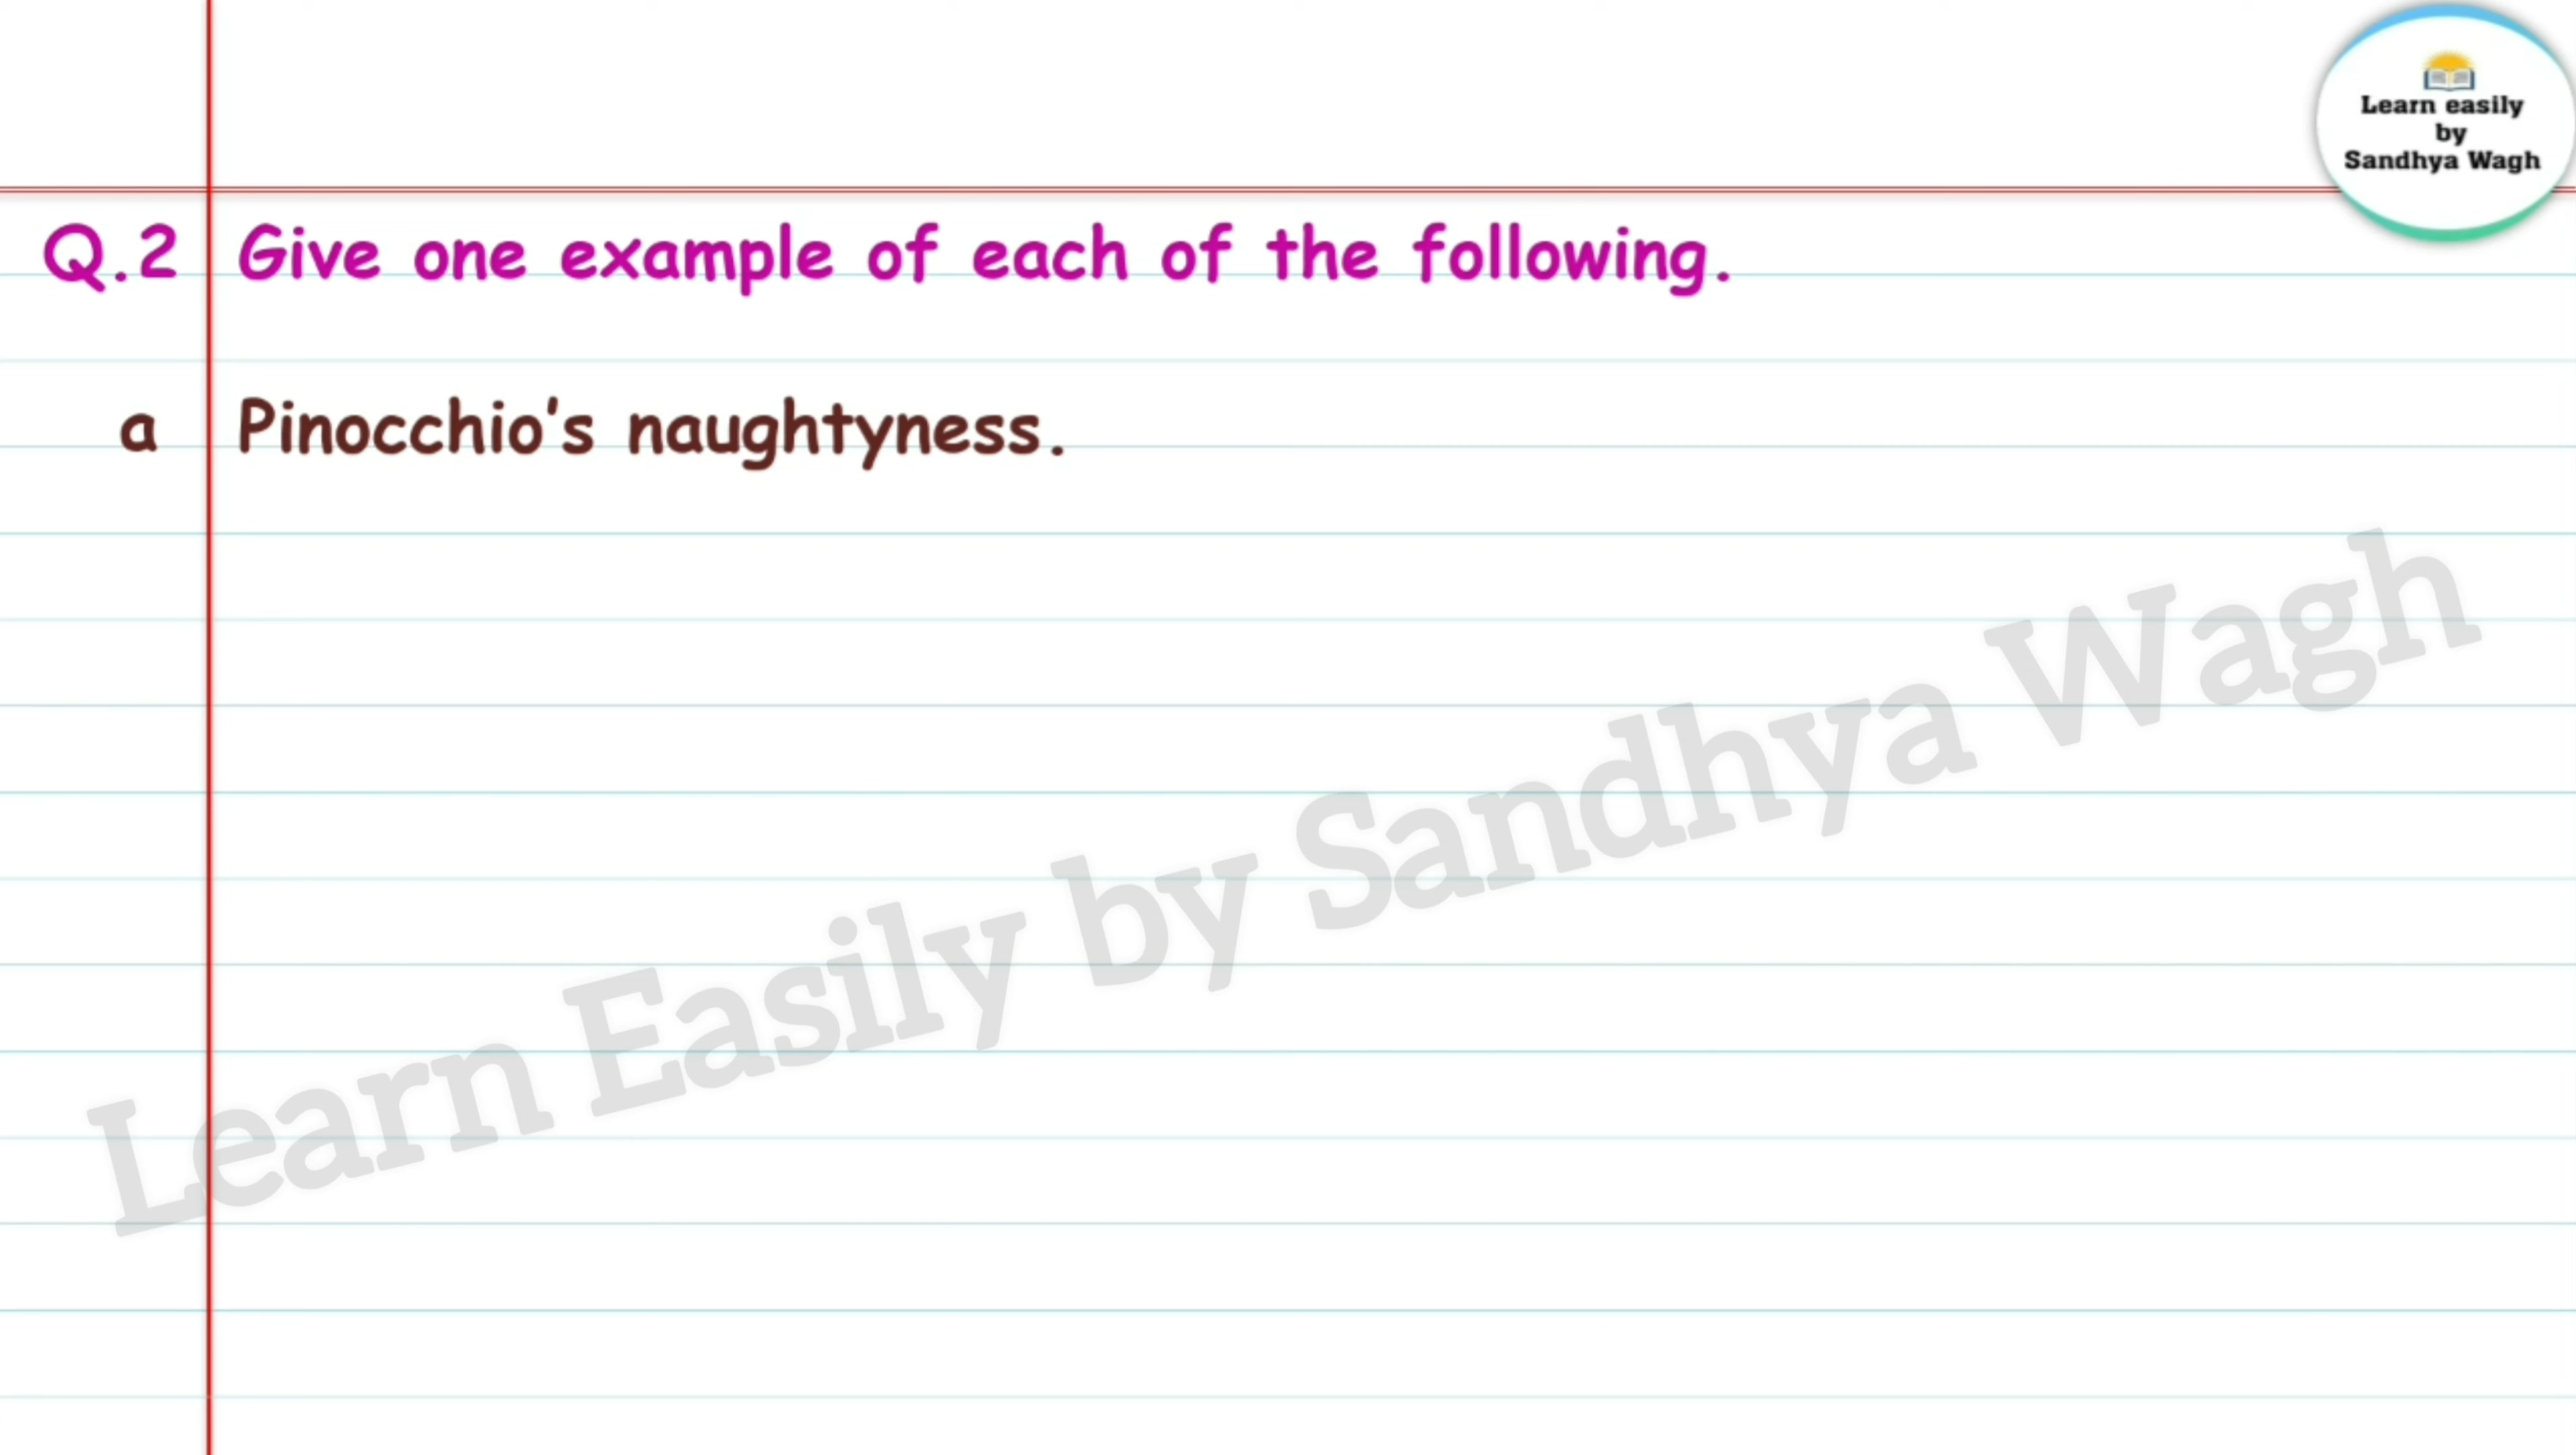 Learn easily
by
Sandhya Wagh
Q.2 Give one example of each of the following.
a Pinocchio's naughtyness.
Learn Easily by Sandhya Wagh